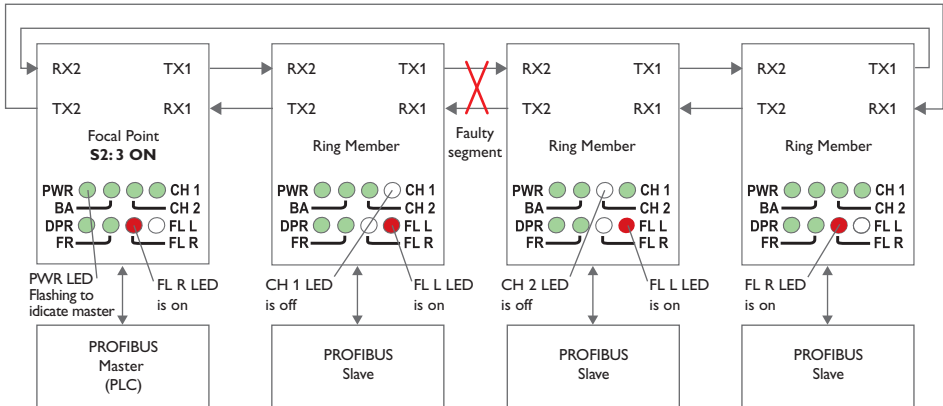 RX2 TX1
TX2 RX1
Focal Point
S2: 3 ON
PWR CH 1
BA CH 2
DPR FL L
FR FL R
PWR LED
Flashing to
idicate master
FL R LED
is on
PROFIBUS
Master
(PLC)
RX2 TX1
TX2 RX1
Ring Member
PWR CH 1
BA CH 2
DPR FL L
FR FL R
CH 1 LED
is off
FL L LED
is on
PROFIBUS
Slave
Faulty
segment
RX2 TX1
TX2 RX1
Ring Member
PWR CH 1
BA CH 2
DPR FL L
FR FL R
CH 2 LED
is off
FL L LED
is on
PROFIBUS
Slave
RX2 TX1
TX2 RX1
Ring Member
PWR CH 1
BA CH 2
DPR FL L
FR FL R
FL R LED
is on
PROFIBUS
Slave